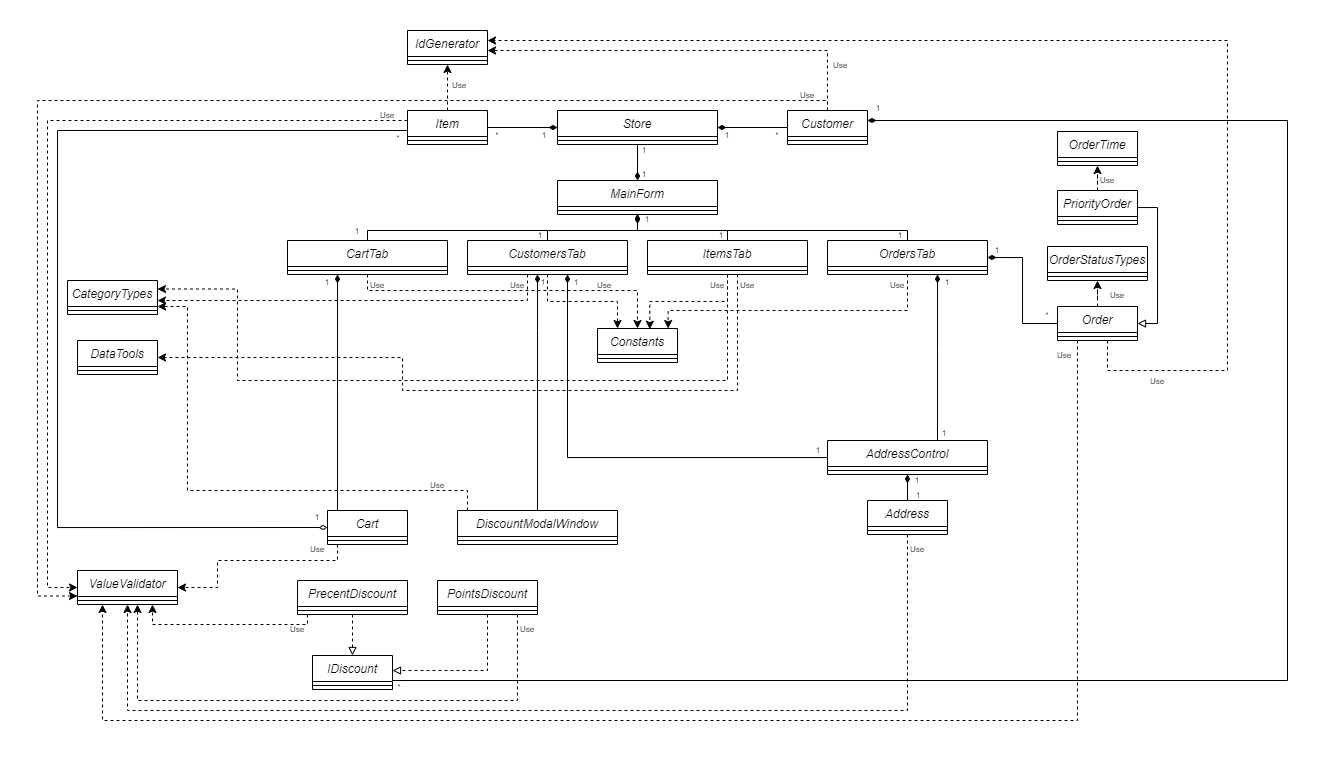 IdGenerator
Use
Use
Use
Use
1
Item
Store
Customer
*
*
1
1
*
OrderTime
1
1
Use
MainForm
PriorityOrder
1
1
1
1
1
CartTab
CustomersTab
ItemsTab
OrdersTab
1
OrderStatusTypes
1
Use
Use
1
1
Use
Use
Use
Use
1
CategoryTypes
Use
*
Order
Constants
DataTools
Use
Use
1
1
AddressControl
1
Use
1
1
Cart
DiscountModalWindow
Address
Use
Use
ValueValidator
PrecentDiscount
PointsDiscount
Use
Use
IDiscount
*